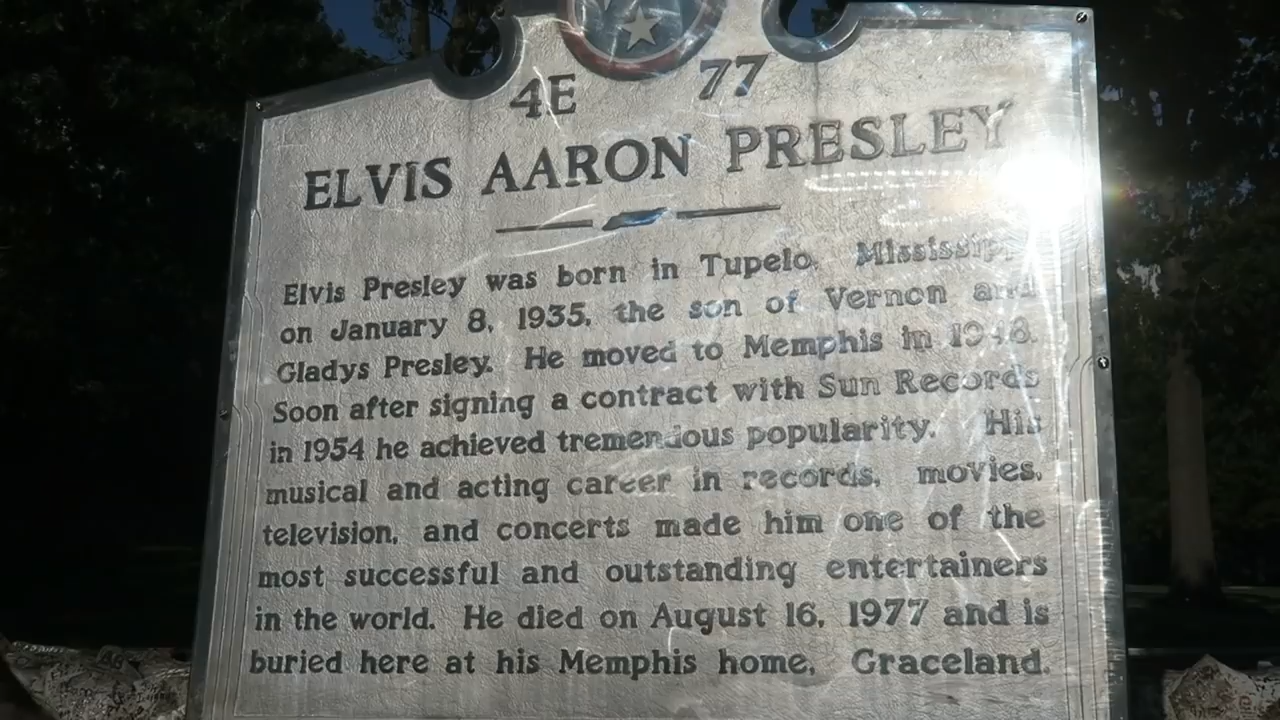 4E 77
ELVIS AARON PRESLEY
Elvis Presley was born in Tupelo, Mississippi
on January 8, 1935, the son of Vernon and
Gladys Presley. He moved to Memphis in 1948.
Soon after signing a contract with Sun Records
in 1954 he achieved tremendous popularity. His
musical and acting career in records, movies,
television, and concerts made him one of the
most successful and outstanding entertainers
in the world. He died on August 16, 1977 and is
buried here at his Memphis home, Graceland.